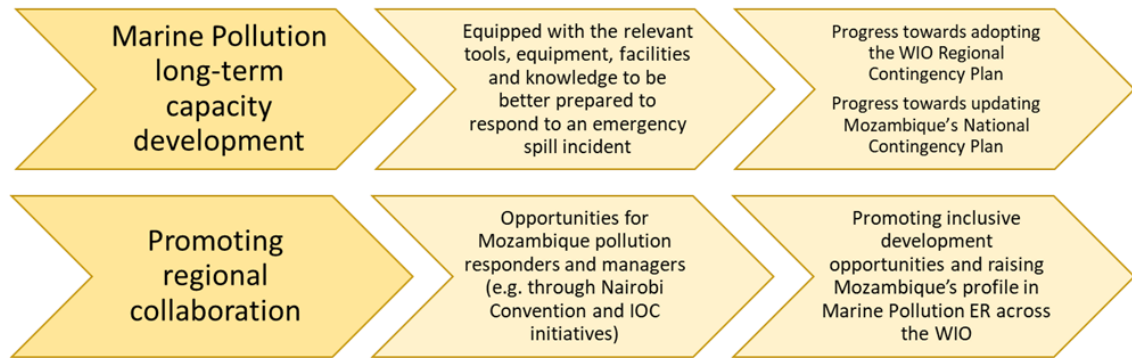 Marine Pollution
long-term
capacity
development
Equipped with the relevant
tools, equipment, facilities
and knowledge to be
better prepared to
respond to an emergency
spill incident
Progress towards adopting
the WIO Regional
Contingency Plan
Progress towards updating
Mozambique's National
Contingency Plan
Promoting
regional
collaboration
Opportunities for
Mozambique pollution
responders and managers
(e.g. through Nairobi
Convention and IOC
initiatives)
Promoting inclusive
development
opportunities and raising
Mozambique's profile in
Marine Pollution ER across
the WIO